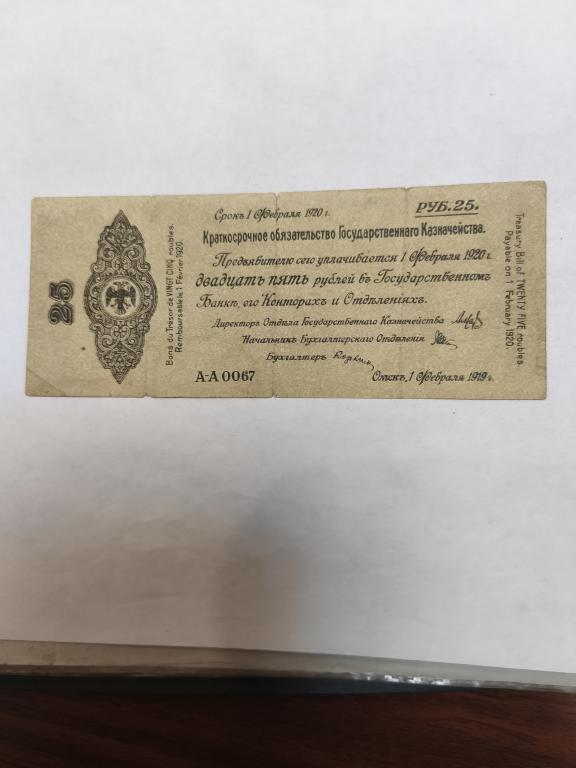 25
Bons du Tresor de VINGT CINQ roubles.
Remboursable le 1 Février 1920.
Срокъ 1 Февраля 1920 г.
РУБ. 25.
Краткосрочное обязательство Государственнаго Казначейства.
Предъявителю сего уплачивается 1 Февраля 1920 г.
двадцать пять рублей въ Государственномъ
Банкѣ, его Конторахъ и Отдѣленіяхъ.
Директоръ Отдѣла Государственнаго Казначейства
Начальникъ Бухгалтерскаго Отдѣленія
Бухгалтеръ
А-А 0067
Омскъ, 1 Февраля 1919 г.
Treasury Bill of TWENTY FIVE roubles.
Payable on 1 February 1920.